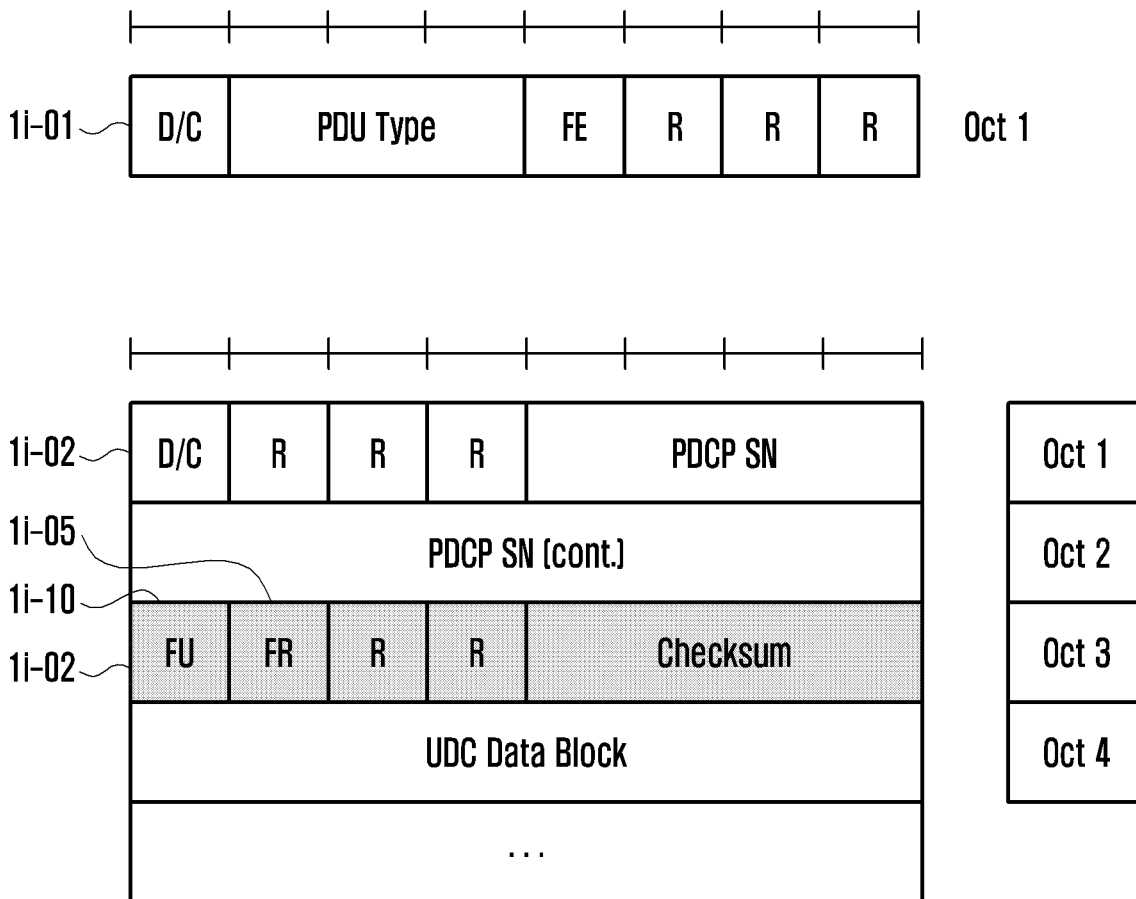 1i-01 D/C PDU Type FE R R R Oct 1
1i-02 D/C R R R PDCP SN Oct 1
1i-05 PDCP SN (cont.) Oct 2
1i-10
1i-02 FU FR R R Checksum Oct 3
UDC Data Block Oct 4
...